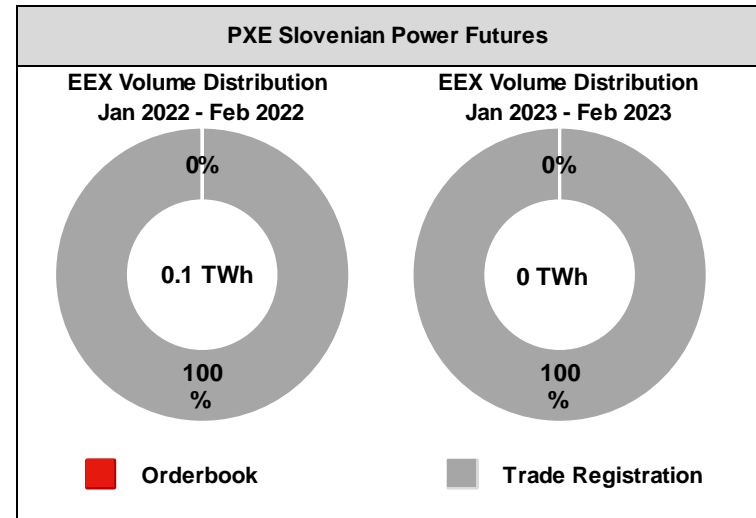 PXE Slovenian Power Futures
EEX Volume Distribution
Jan 2022 - Feb 2022
0%
0.1 TWh
100
%
EEX Volume Distribution
Jan 2023 - Feb 2023
0%
0 TWh
100
%
Orderbook
Trade Registration